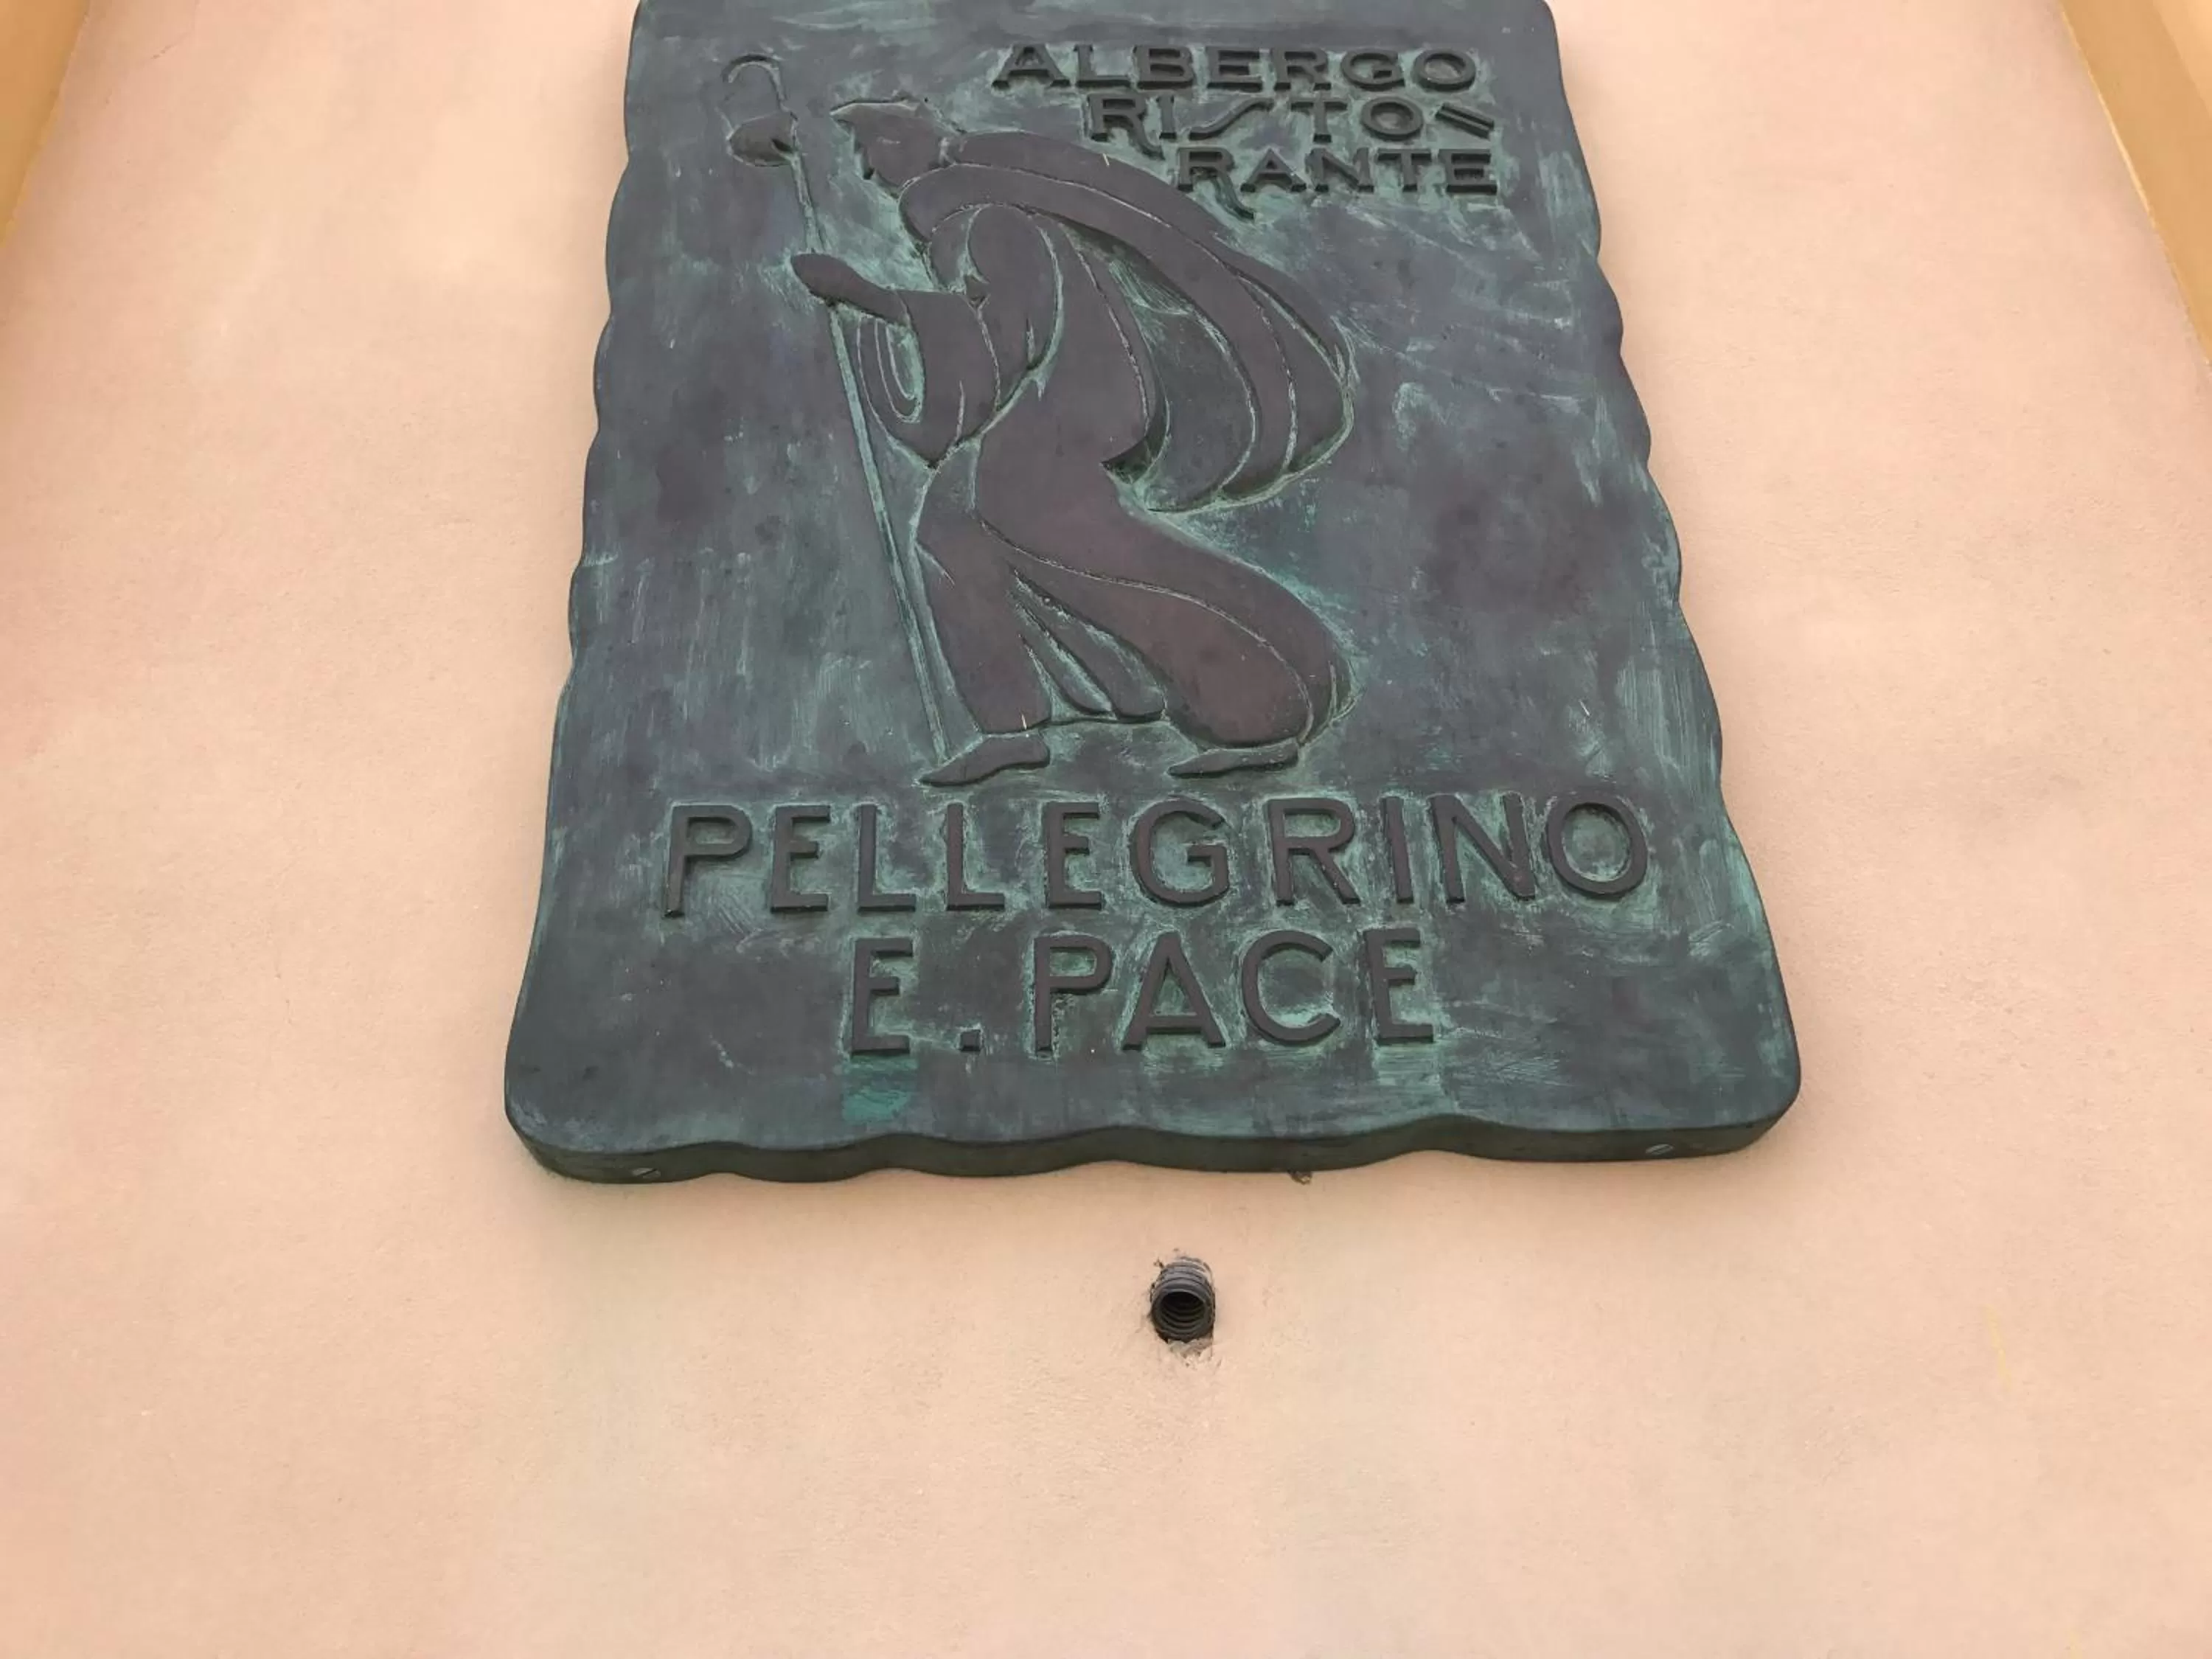 ALBERGO
RISTO=
RANTE
PELLEGRINO
E. PACE